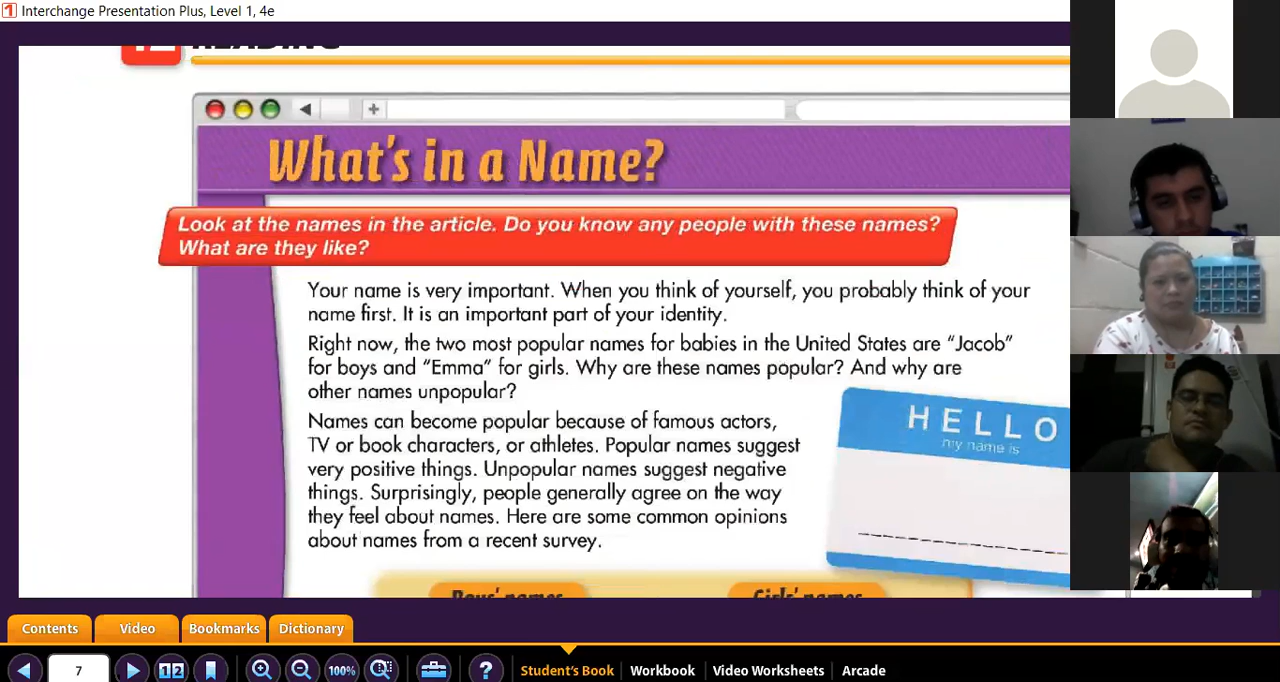 Interchange Presentation Plus, Level 1, 4e
READING
What's in a Name?
Look at the names in the article. Do you know any people with these names?
What are they like?
Your name is very important. When you think of yourself, you probably think of your
name first. It is an important part of your identity.
Right now, the two most popular names for babies in the United States are “Jacob”
for boys and “Emma” for girls. Why are these names popular? And why are
other names unpopular?
Names can become popular because of famous actors,
TV or book characters, or athletes. Popular names suggest
very positive things. Unpopular names suggest negative
things. Surprisingly, people generally agree on the way
they feel about names. Here are some common opinions
about names from a recent survey.
HELLO
my name is
Boys' names
Girls' names
Contents
Video
Bookmarks
Dictionary
7
12
100%
?
Student's Book
Workbook
Video Worksheets
Arcade